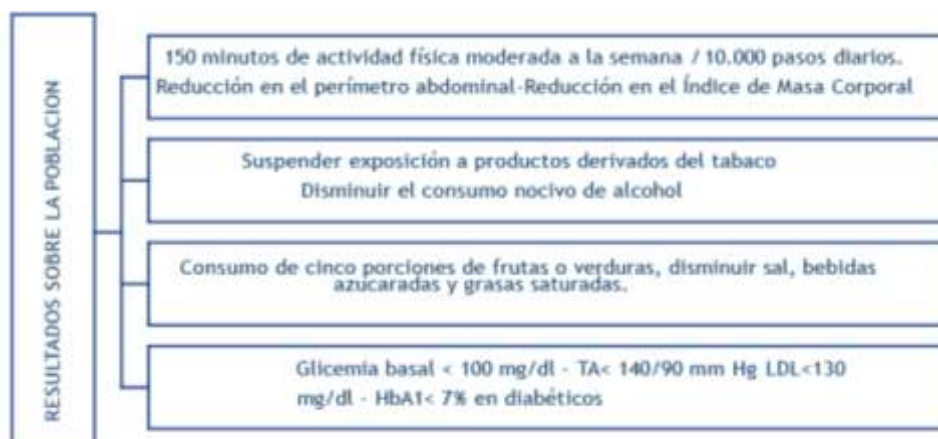 RESULTADOS SOBRE LA POBLACION
150 minutos de actividad física moderada a la semana / 10.000 pasos diarios.
Reducción en el perímetro abdominal-Reducción en el Índice de Masa Corporal
Suspender exposición a productos derivados del tabaco
Disminuir el consumo nocivo de alcohol
Consumo de cinco porciones de frutas o verduras, disminuir sal, bebidas
azucaradas y grasas saturadas.
Glicemia basal < 100 mg/dl - TA< 140/90 mm Hg LDL<130
mg/dl - HbA1< 7% en diabéticos